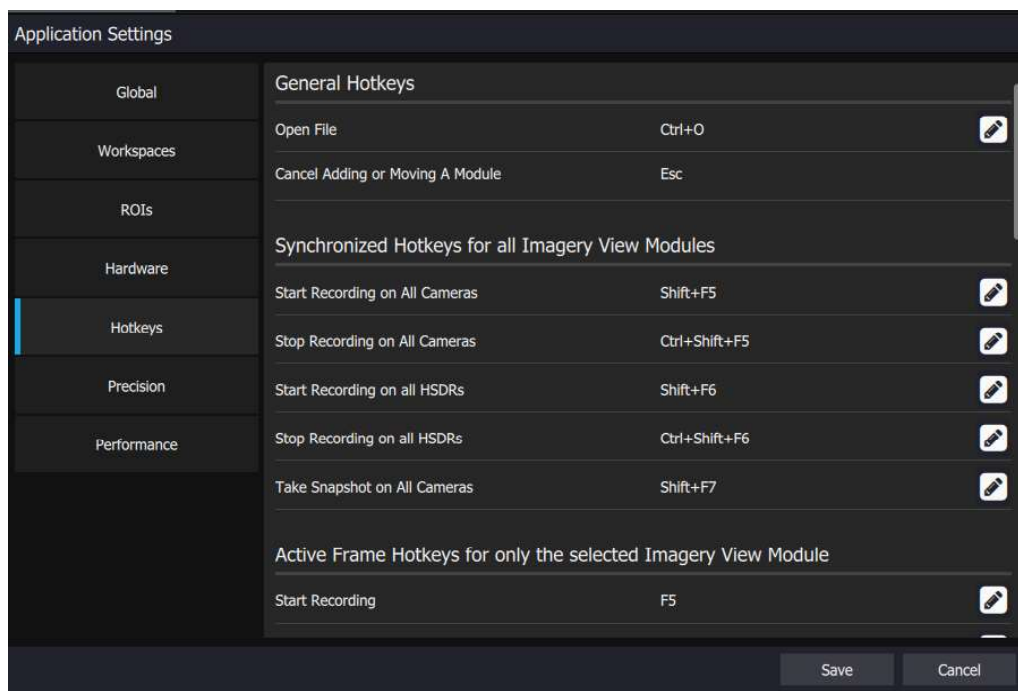 Application Settings
Global
Workspaces
ROIs
Hardware
Hotkeys
Precision
Performance
General Hotkeys
Open File Ctrl+O
Cancel Adding or Moving A Module Esc
Synchronized Hotkeys for all Imagery View Modules
Start Recording on All Cameras Shift+F5
Stop Recording on All Cameras Ctrl+Shift+F5
Start Recording on all HSDRs Shift+F6
Stop Recording on all HSDRs Ctrl+Shift+F6
Take Snapshot on All Cameras Shift+F7
Active Frame Hotkeys for only the selected Imagery View Module
Start Recording F5
Save Cancel